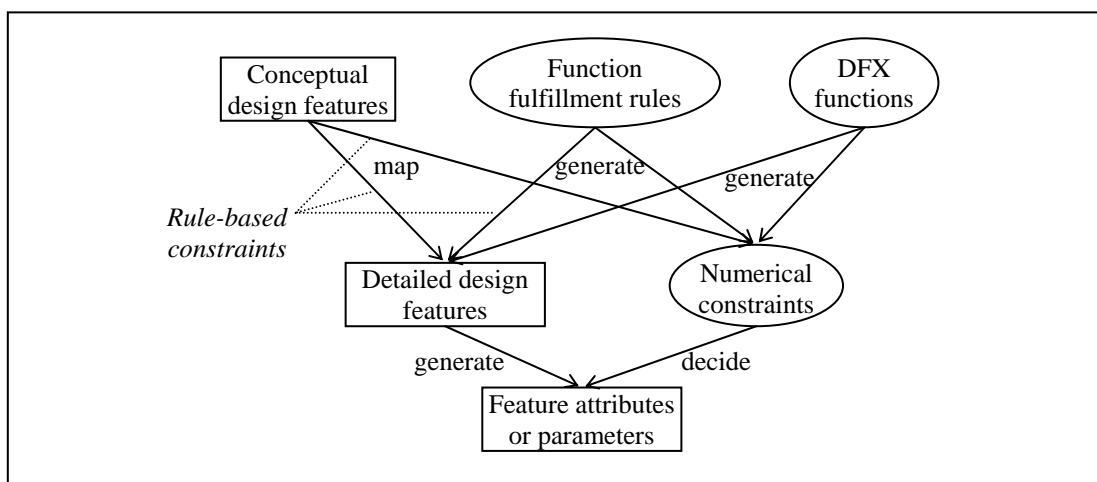 Conceptual
design features
Function
fulfillment rules
DFX
functions
map
generate
generate
Rule-based
constraints
Detailed design
features
Numerical
constraints
generate
decide
Feature attributes
or parameters